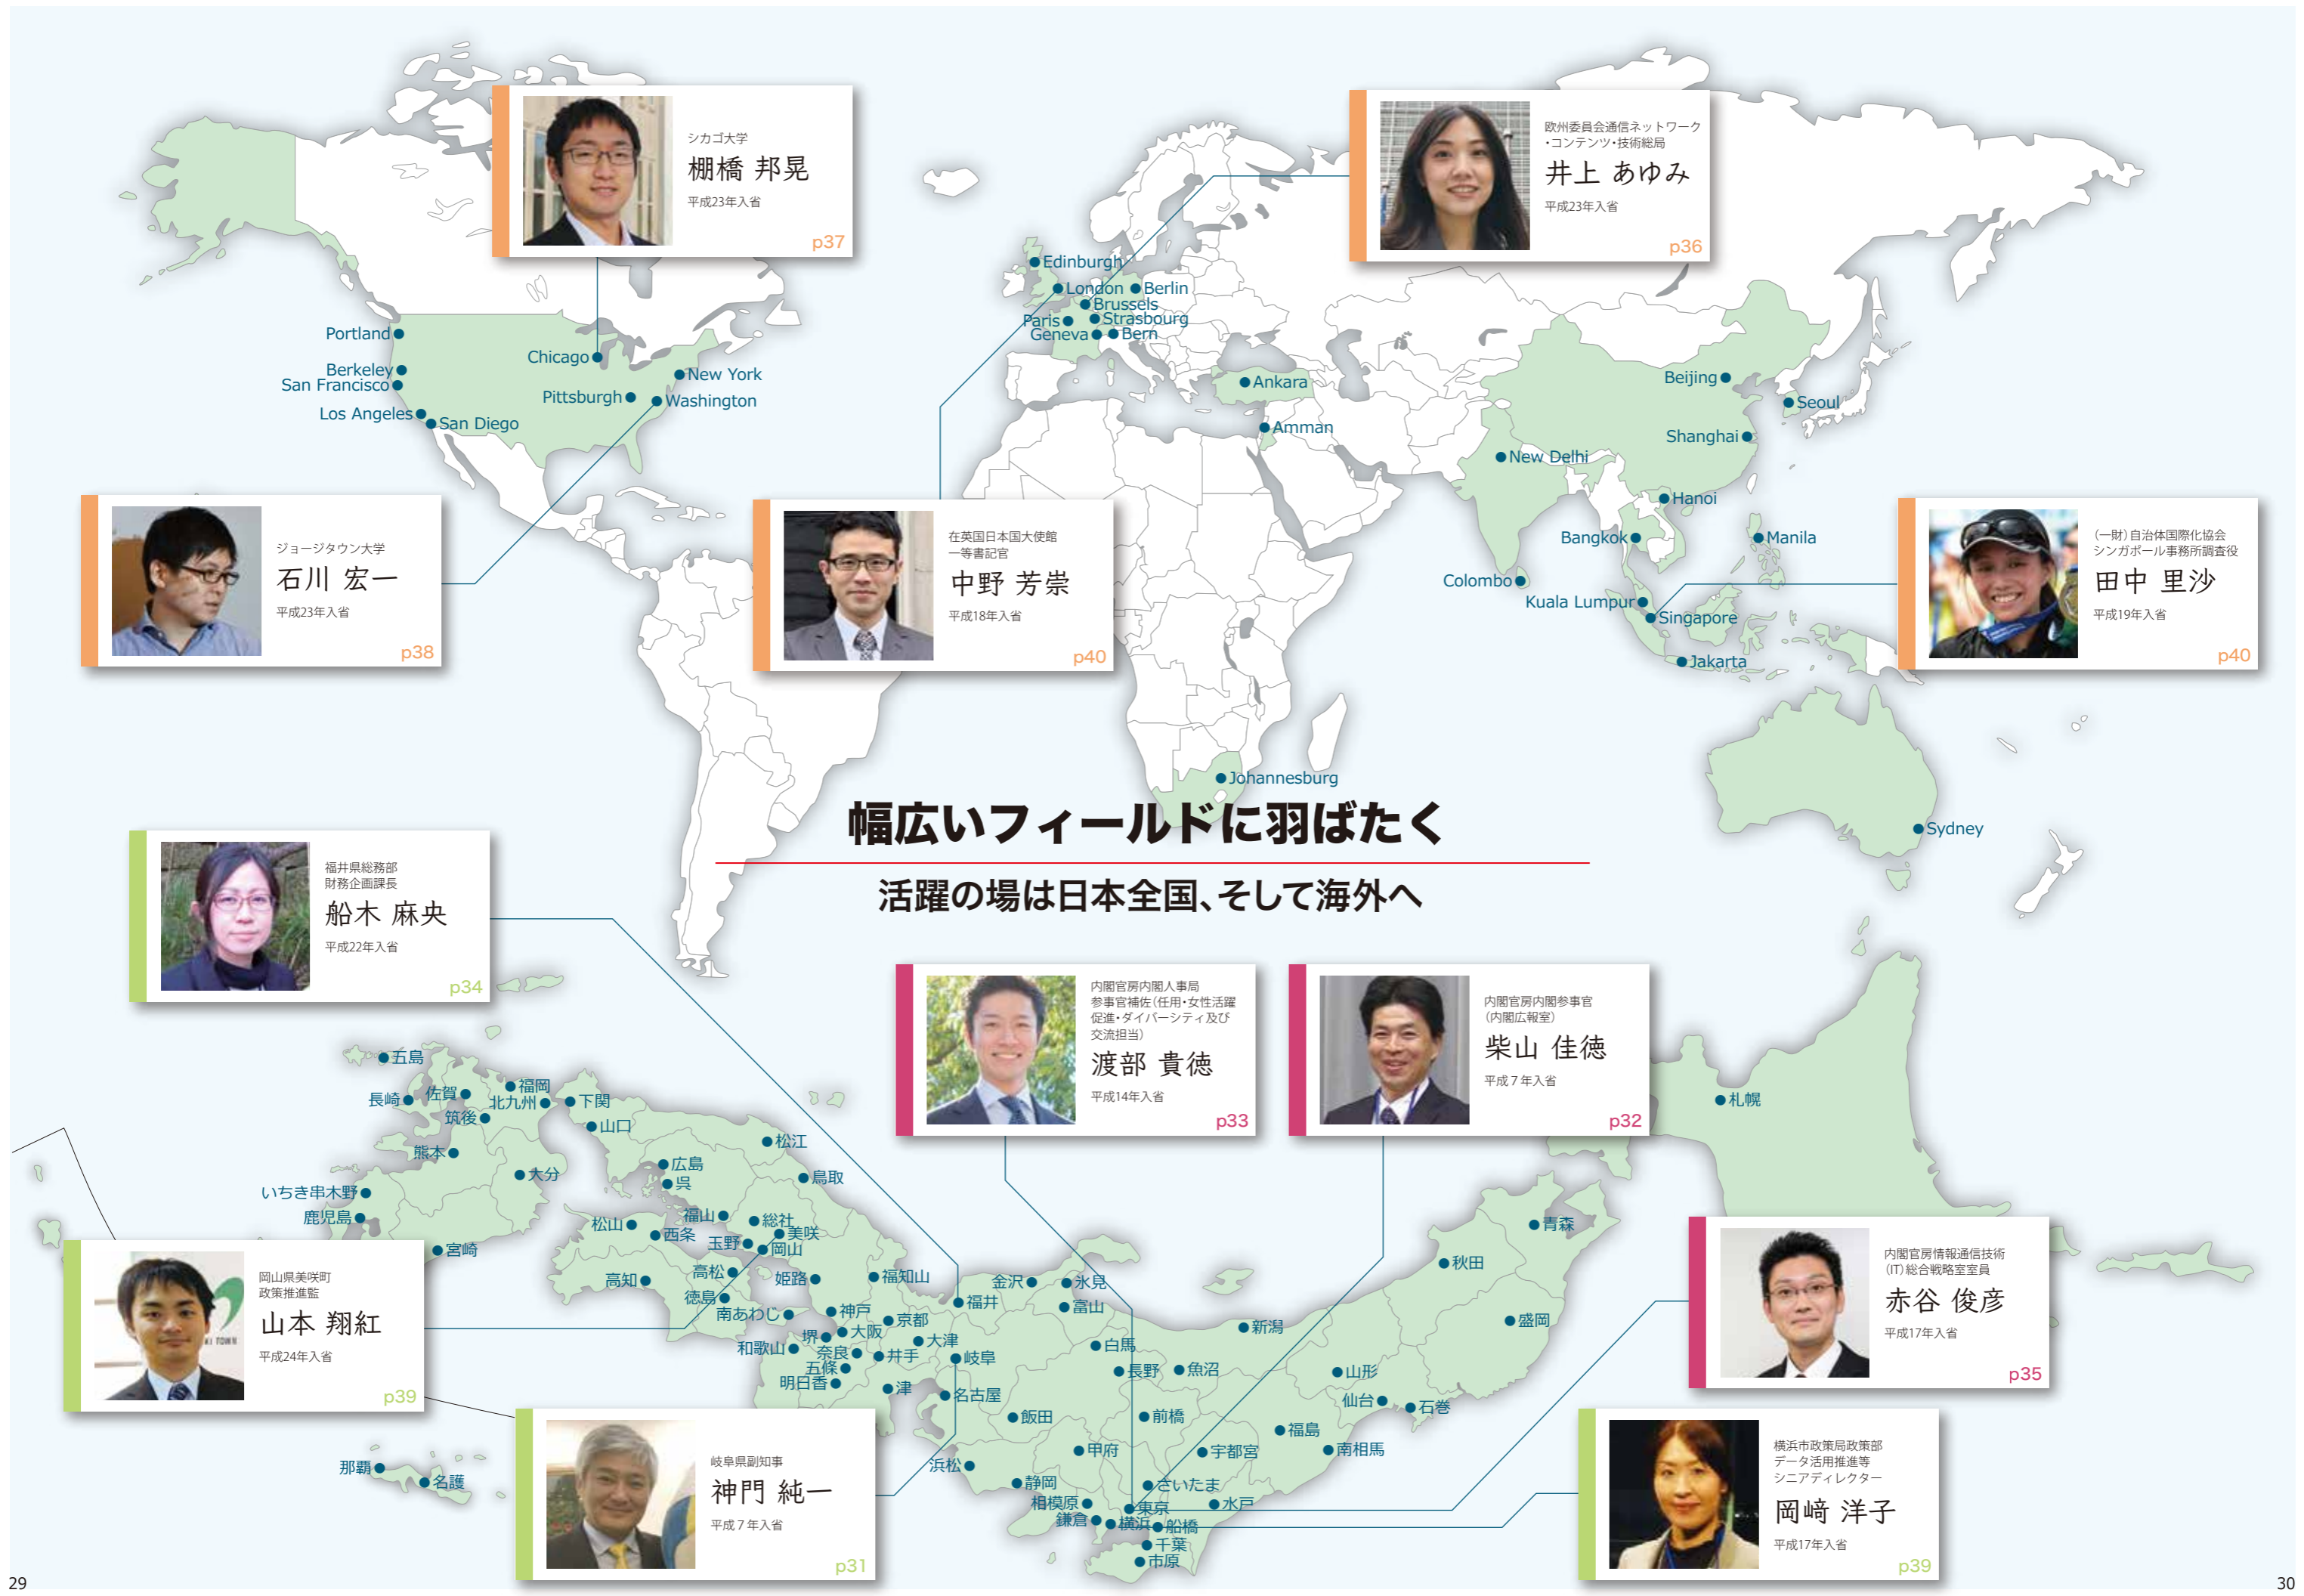 シカゴ大学
棚橋 邦晃
平成23年入省
p37
欧州委員会通信ネットワーク
・コンテンツ・技術総局
井上 あゆみ
平成23年入省
p36
Edinburgh
London
Berlin
Brussels
Paris
Strasbourg
Geneva
Bern
Portland
Chicago
Berkeley
San Francisco
New York
Pittsburgh
Washington
Los Angeles
San Diego
Ankara
Amman
Beijing
Seoul
Shanghai
New Delhi
Hanoi
Bangkok
Manila
Colombo
Kuala Lumpur
Singapore
Jakarta
ジョージタウン大学
石川 宏一
平成23年入省
p38
在英国日本国大使館
一等書記官
中野 芳崇
平成18年入省
p40
(一財)自治体国際化協会
シンガポール事務所調査役
田中 里沙
平成19年入省
p40
Johannesburg
Sydney
幅広いフィールドに羽ばたく
活躍の場は日本全国、そして海外へ
福井県総務部
財務企画課長
船木 麻央
平成22年入省
p34
内閣官房内閣人事局
参事官補佐(任用・女性活躍
促進・ダイバーシティ及び
交流担当)
渡部 貴徳
平成14年入省
p33
内閣官房内閣参事官
(内閣広報室)
柴山 佳徳
平成7年入省
p32
五島
長崎
佐賀
福岡
北九州
下関
筑後
山口
熊本
大分
いちき串木野
鹿児島
宮崎
松江
広島
呉
鳥取
福山
総社
美咲
松山
西条
玉野
岡山
高知
高松
姫路
福知山
徳島
南あわじ
神戸
京都
堺
大阪
大津
和歌山
奈良
井手
五條
明日香
津
岐阜
名古屋
福井
金沢
氷見
富山
白馬
長野
魚沼
新潟
飯田
前橋
甲府
宇都宮
浜松
静岡
さいたま
相模原
東京
水戸
鎌倉
横浜
船橋
千葉
市原
山形
仙台
石巻
福島
南相馬
札幌
青森
秋田
盛岡
那覇
名護
岡山県美咲町
政策推進監
山本 翔紅
平成24年入省
p39
KI TOWN
岐阜県副知事
神門 純一
平成7年入省
p31
内閣官房情報通信技術
(IT)総合戦略室室員
赤谷 俊彦
平成17年入省
p35
横浜市政策局政策部
データ活用推進等
シニアディレクター
岡﨑 洋子
平成17年入省
p39
29
30